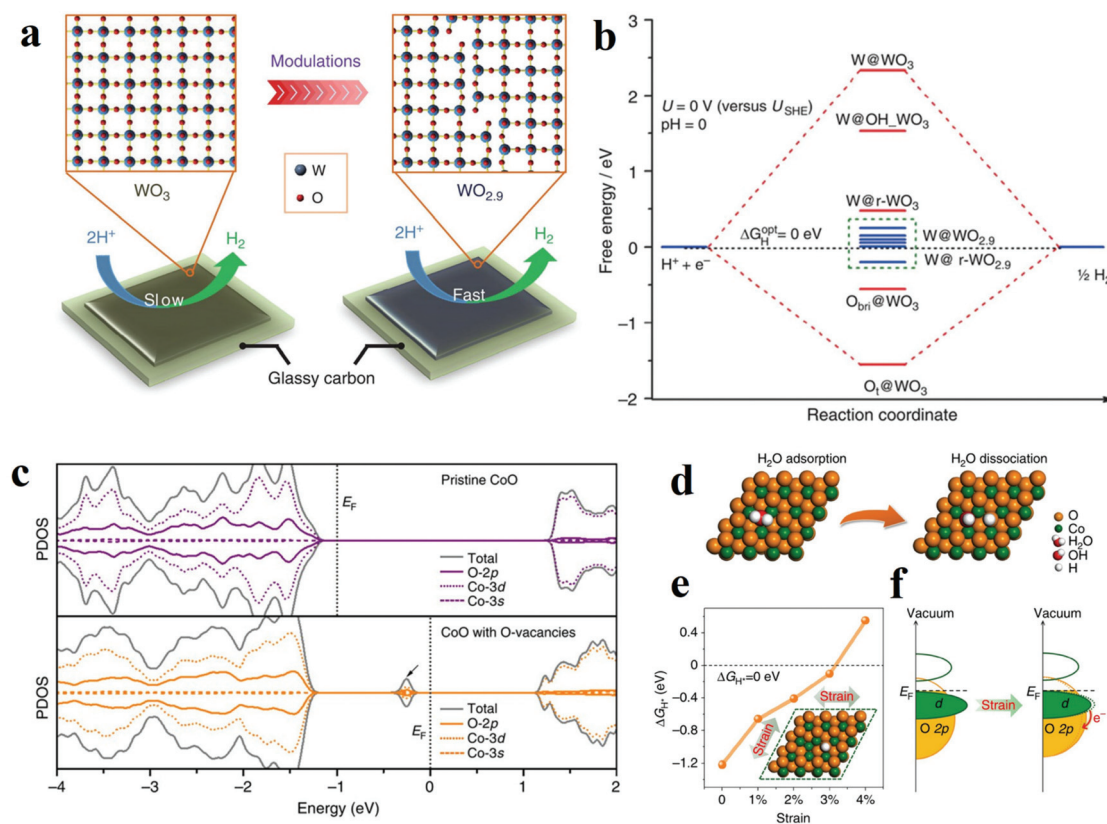 a
Modulations
WO3
WO2.9
W
O
2H+
H2
Slow
2H+
H2
Fast
Glassy carbon
b
3
2
1
0
−1
−2
Free energy / eV
W@WO3
U = 0 V (versus USHE)
pH = 0
W@OH_WO3
W@r-WO3
ΔGHopt = 0 eV
W@WO2.9
H+ + e−
W@ r-WO2.9
½ H2
Obri@WO3
Ot@WO3
Reaction coordinate
c
PDOS
Pristine CoO
EF
Total
O-2p
Co-3d
Co-3s
PDOS
CoO with O-vacancies
EF
Total
O-2p
Co-3d
Co-3s
−4
−3
−2
−1
0
1
2
Energy (eV)
d
H2O adsorption
H2O dissociation
O
Co
H2O
OH
H
e
0.4
0
−0.4
−0.8
−1.2
ΔGH* (eV)
ΔGH*=0 eV
Strain
Strain
0
1%
2%
3%
4%
Strain
f
Vacuum
EF
d
O 2p
Strain
Vacuum
EF
d
e−
O 2p